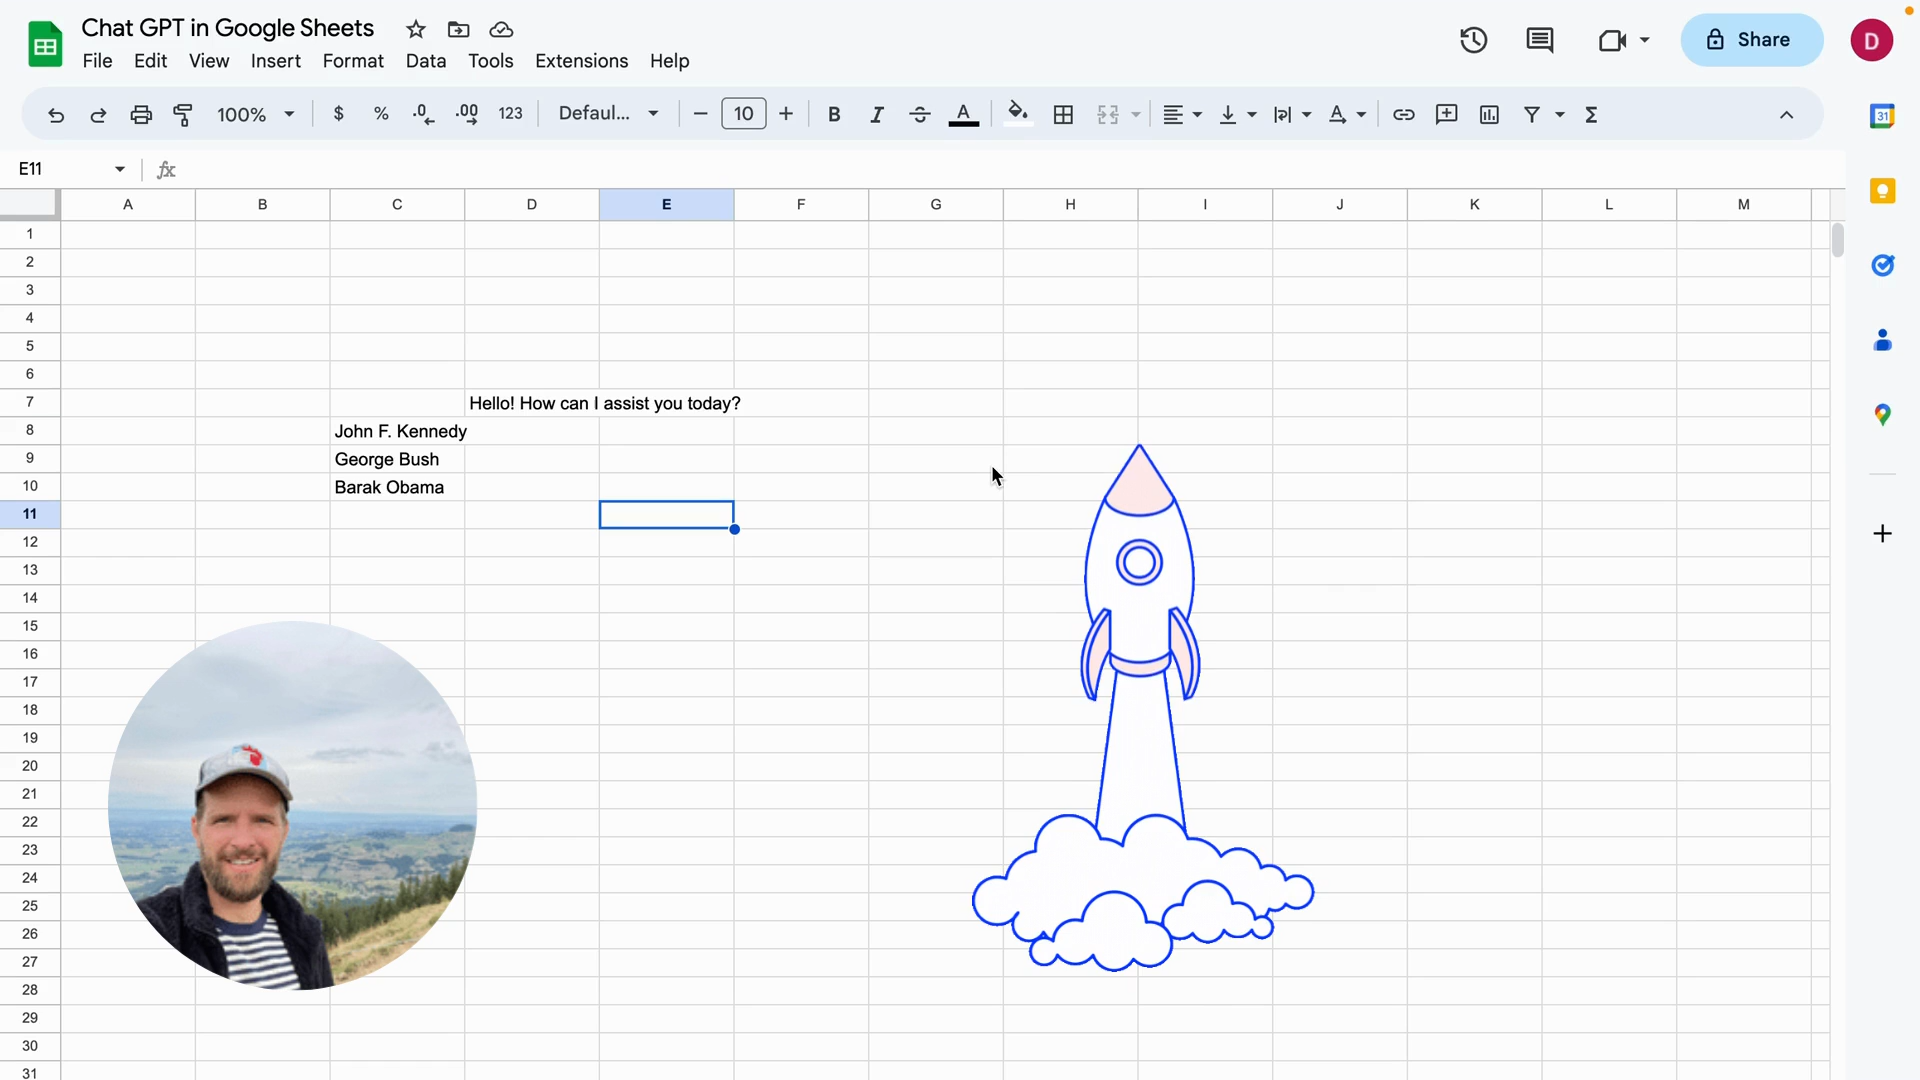 Chat GPT in Google Sheets
Share
D
File Edit View Insert Format Data Tools Extensions Help
100% $ % .0 .00 123 Defaul... 10 B I A Σ
31
E11 fx
A B C D E F G H I J K L M
1
2
3
4
5
6
7 Hello! How can I assist you today?
8 John F. Kennedy
9 George Bush
10 Barak Obama
11
12
13
14
15
16
17
18
19
20
21
22
23
24
25
26
27
28
29
30
31